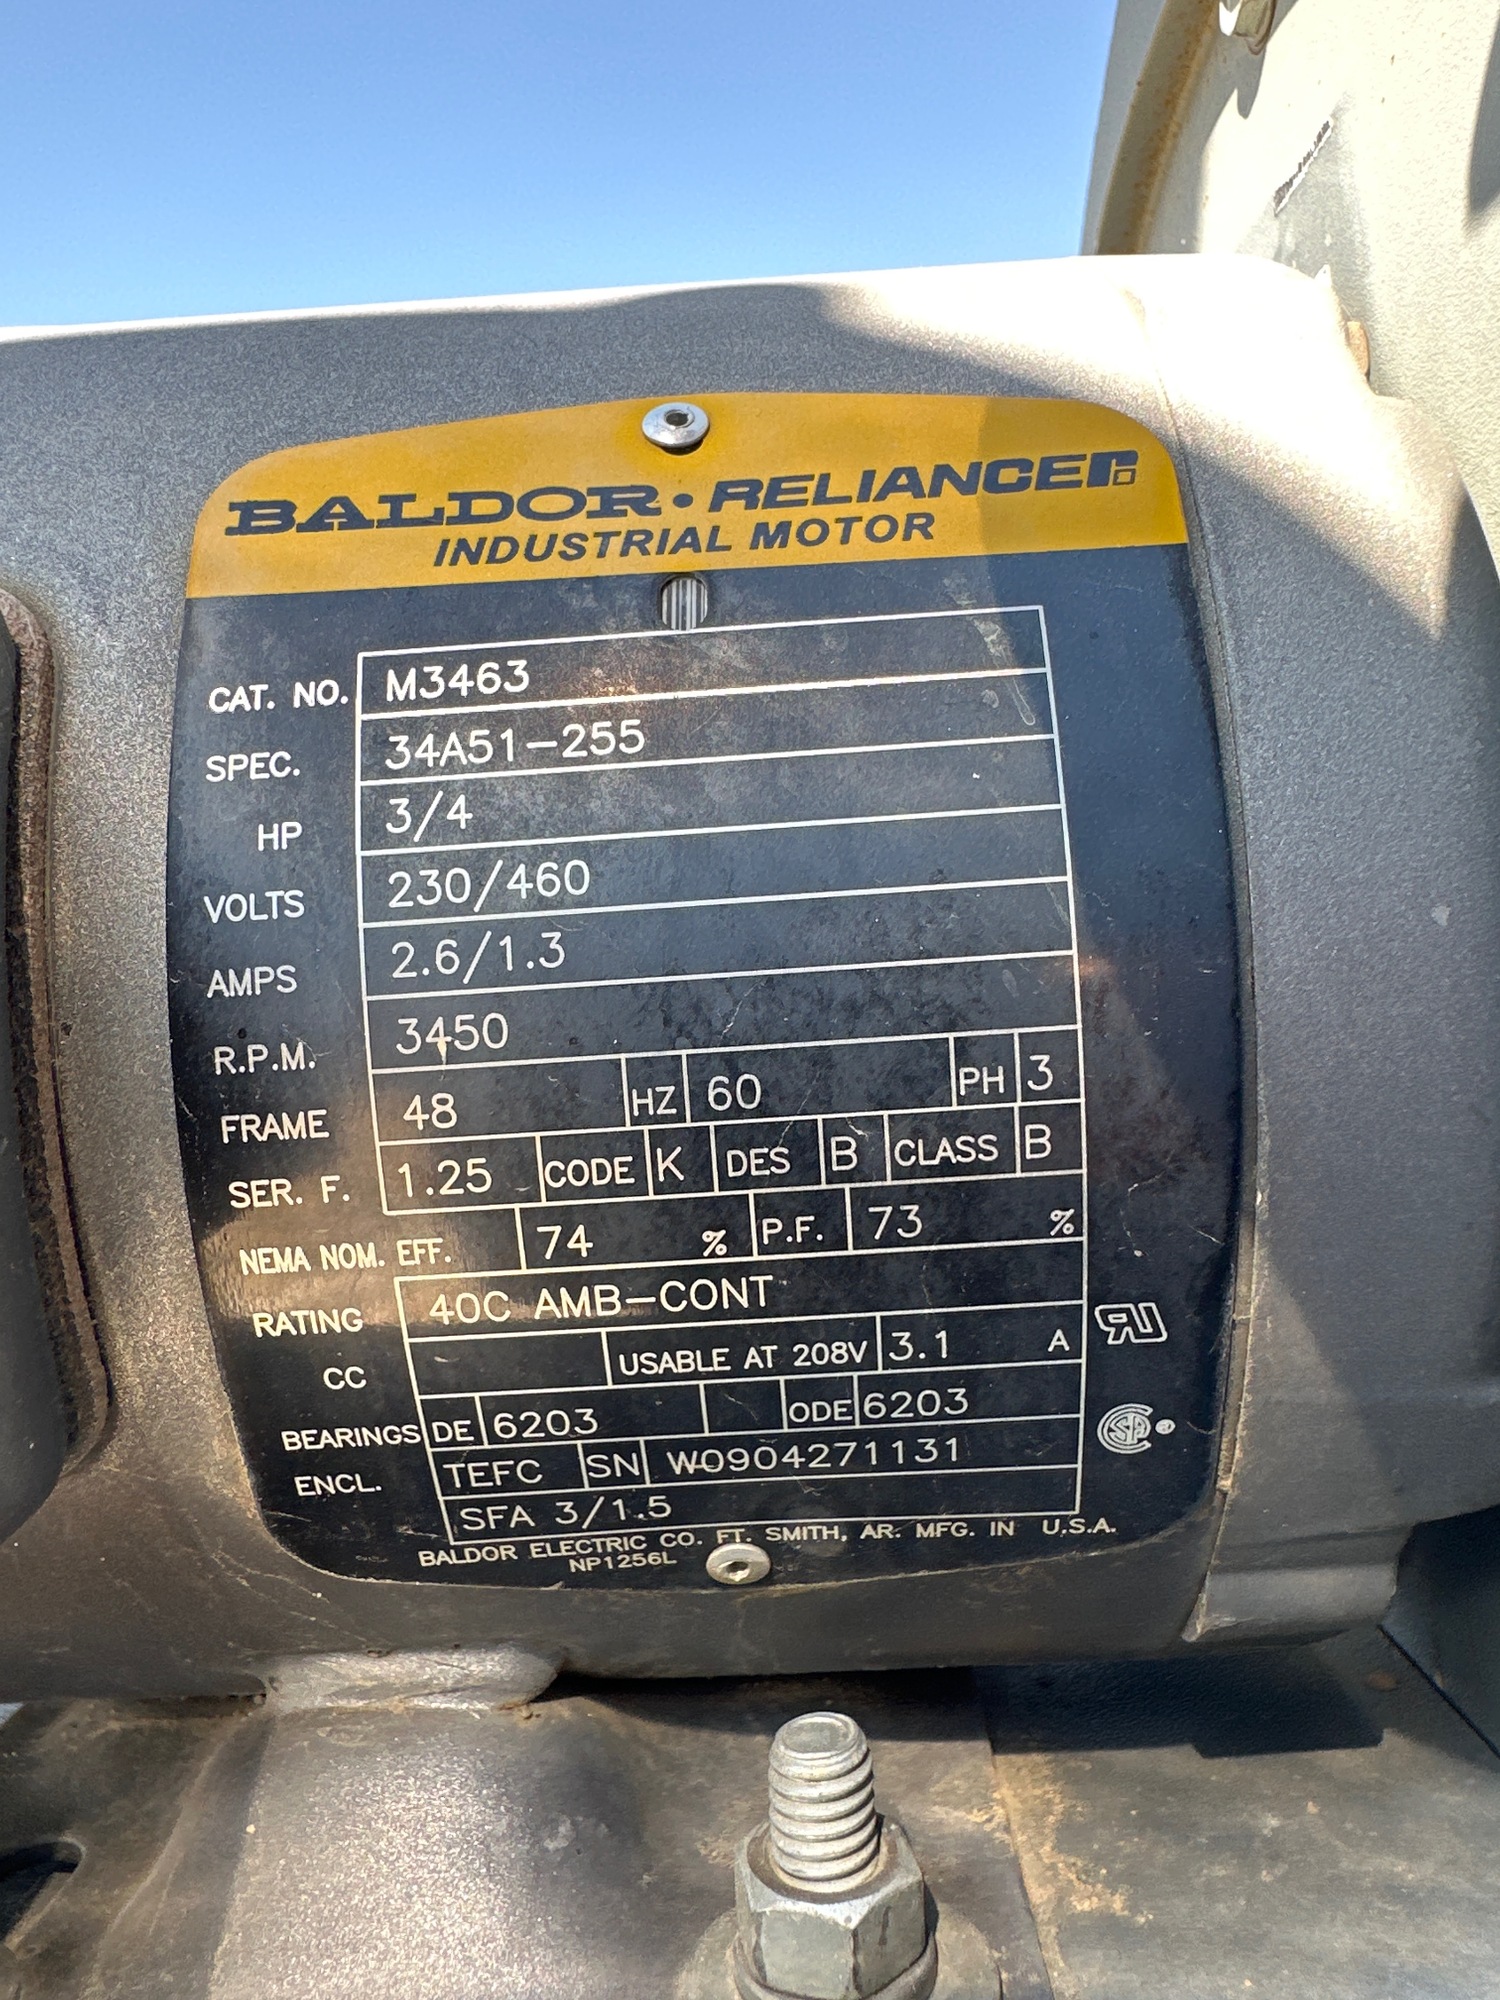 BALDOR • RELIANCER
INDUSTRIAL MOTOR
CAT. NO. M3463
SPEC. 34A51-255
HP 3/4
VOLTS 230/460
AMPS 2.6/1.3
R.P.M. 3450
FRAME 48 HZ 60 PH 3
SER. F. 1.25 CODE K DES B CLASS B
NEMA NOM. EFF. 74 % P.F. 73 %
RATING 40C AMB-CONT
CC USABLE AT 208V 3.1 A
BEARINGS DE 6203 ODE 6203
ENCL. TEFC SN W0904271131
SFA 3/1.5
BALDOR ELECTRIC CO. FT. SMITH, AR. MFG. IN U.S.A.
NP1256L